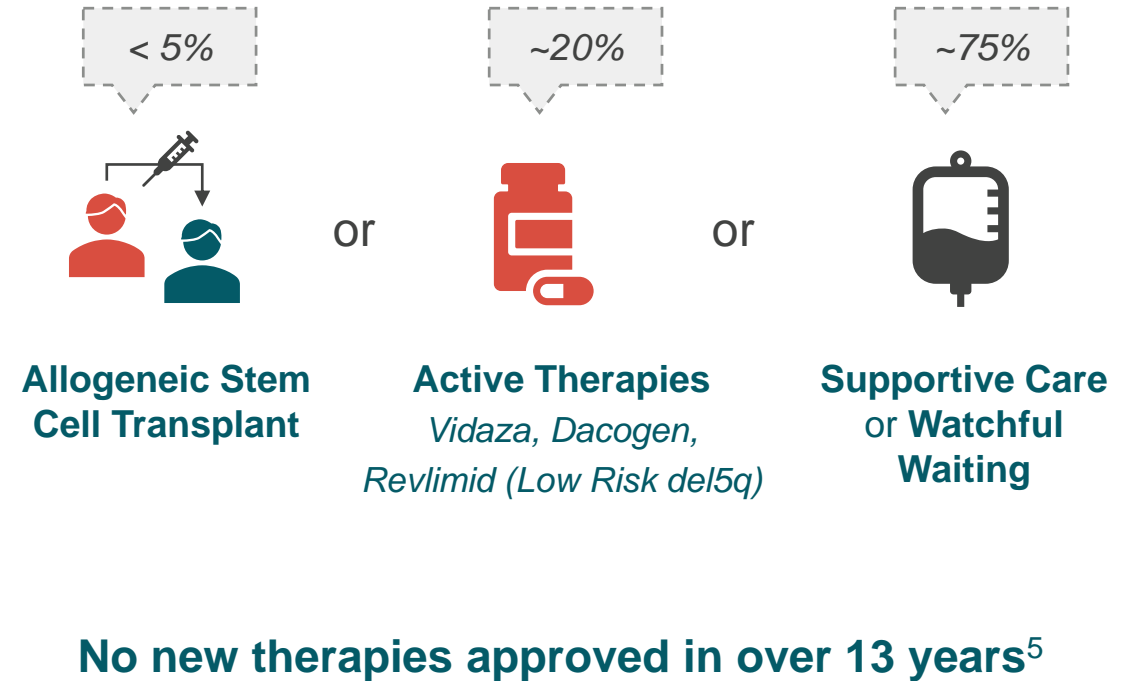 < 5%
~20%
~75%
or
or
Allogeneic Stem
Cell Transplant
Active Therapies
Vidaza, Dacogen,
Revlimid (Low Risk del5q)
Supportive Care
or Watchful
Waiting
No new therapies approved in over 13 years5